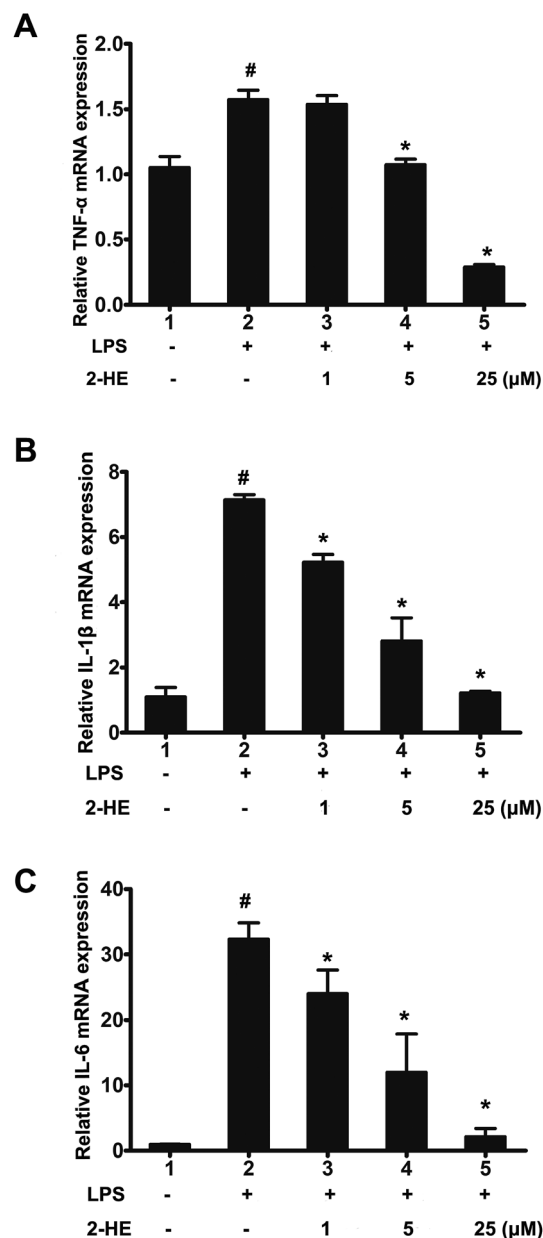 A
Relative TNF-α mRNA expression
2.0
1.5
1.0
0.5
0.0
#
*
*
1 2 3 4 5
LPS - + + + +
2-HE - - 1 5 25 (μM)
B
Relative IL-1β mRNA expression
8
6
4
2
0
#
*
*
*
1 2 3 4 5
LPS - + + + +
2-HE - - 1 5 25 (μM)
C
Relative IL-6 mRNA expression
40
30
20
10
0
#
*
*
*
1 2 3 4 5
LPS - + + + +
2-HE - - 1 5 25 (μM)